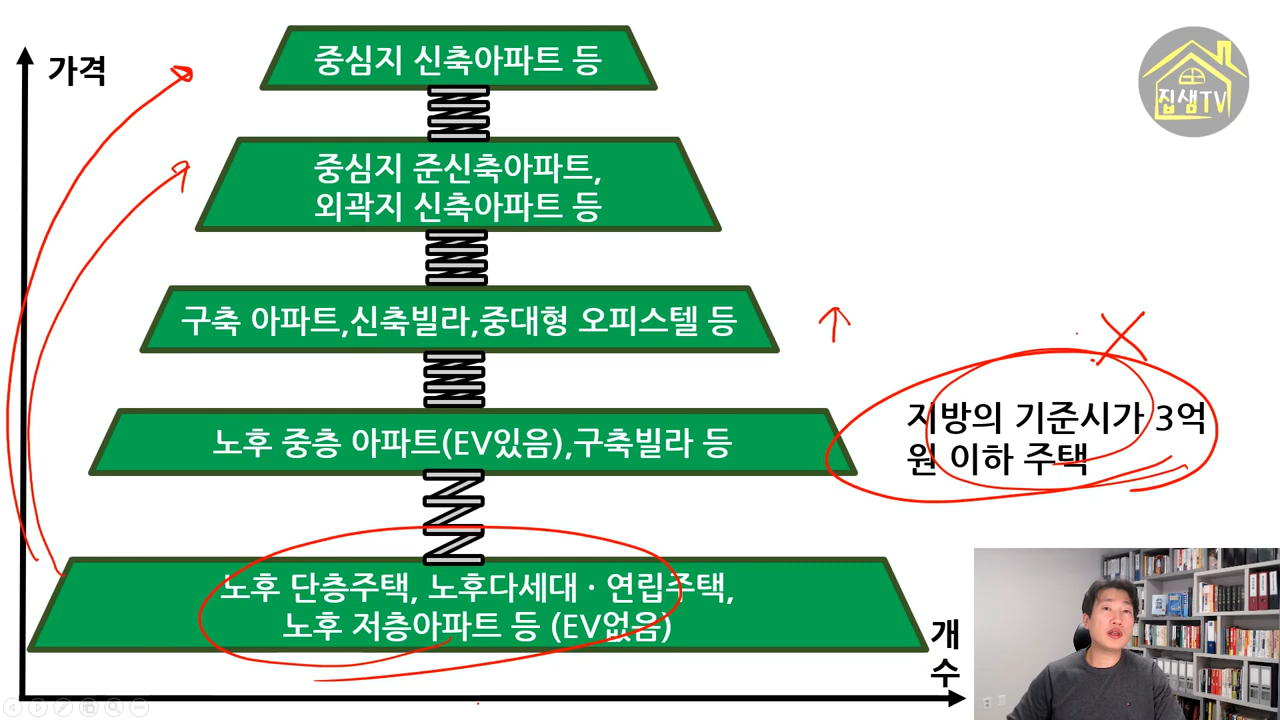 가격
중심지 신축아파트 등
집샘TV
중심지 준신축아파트,
외곽지 신축아파트 등
구축 아파트,신축빌라,중대형 오피스텔 등
지방의 기준시가 3억
원 이하 주택
노후 중층 아파트(EV있음),구축빌라 등
노후 단층주택, 노후다세대 · 연립주택,
노후 저층아파트 등 (EV없음)
개
수